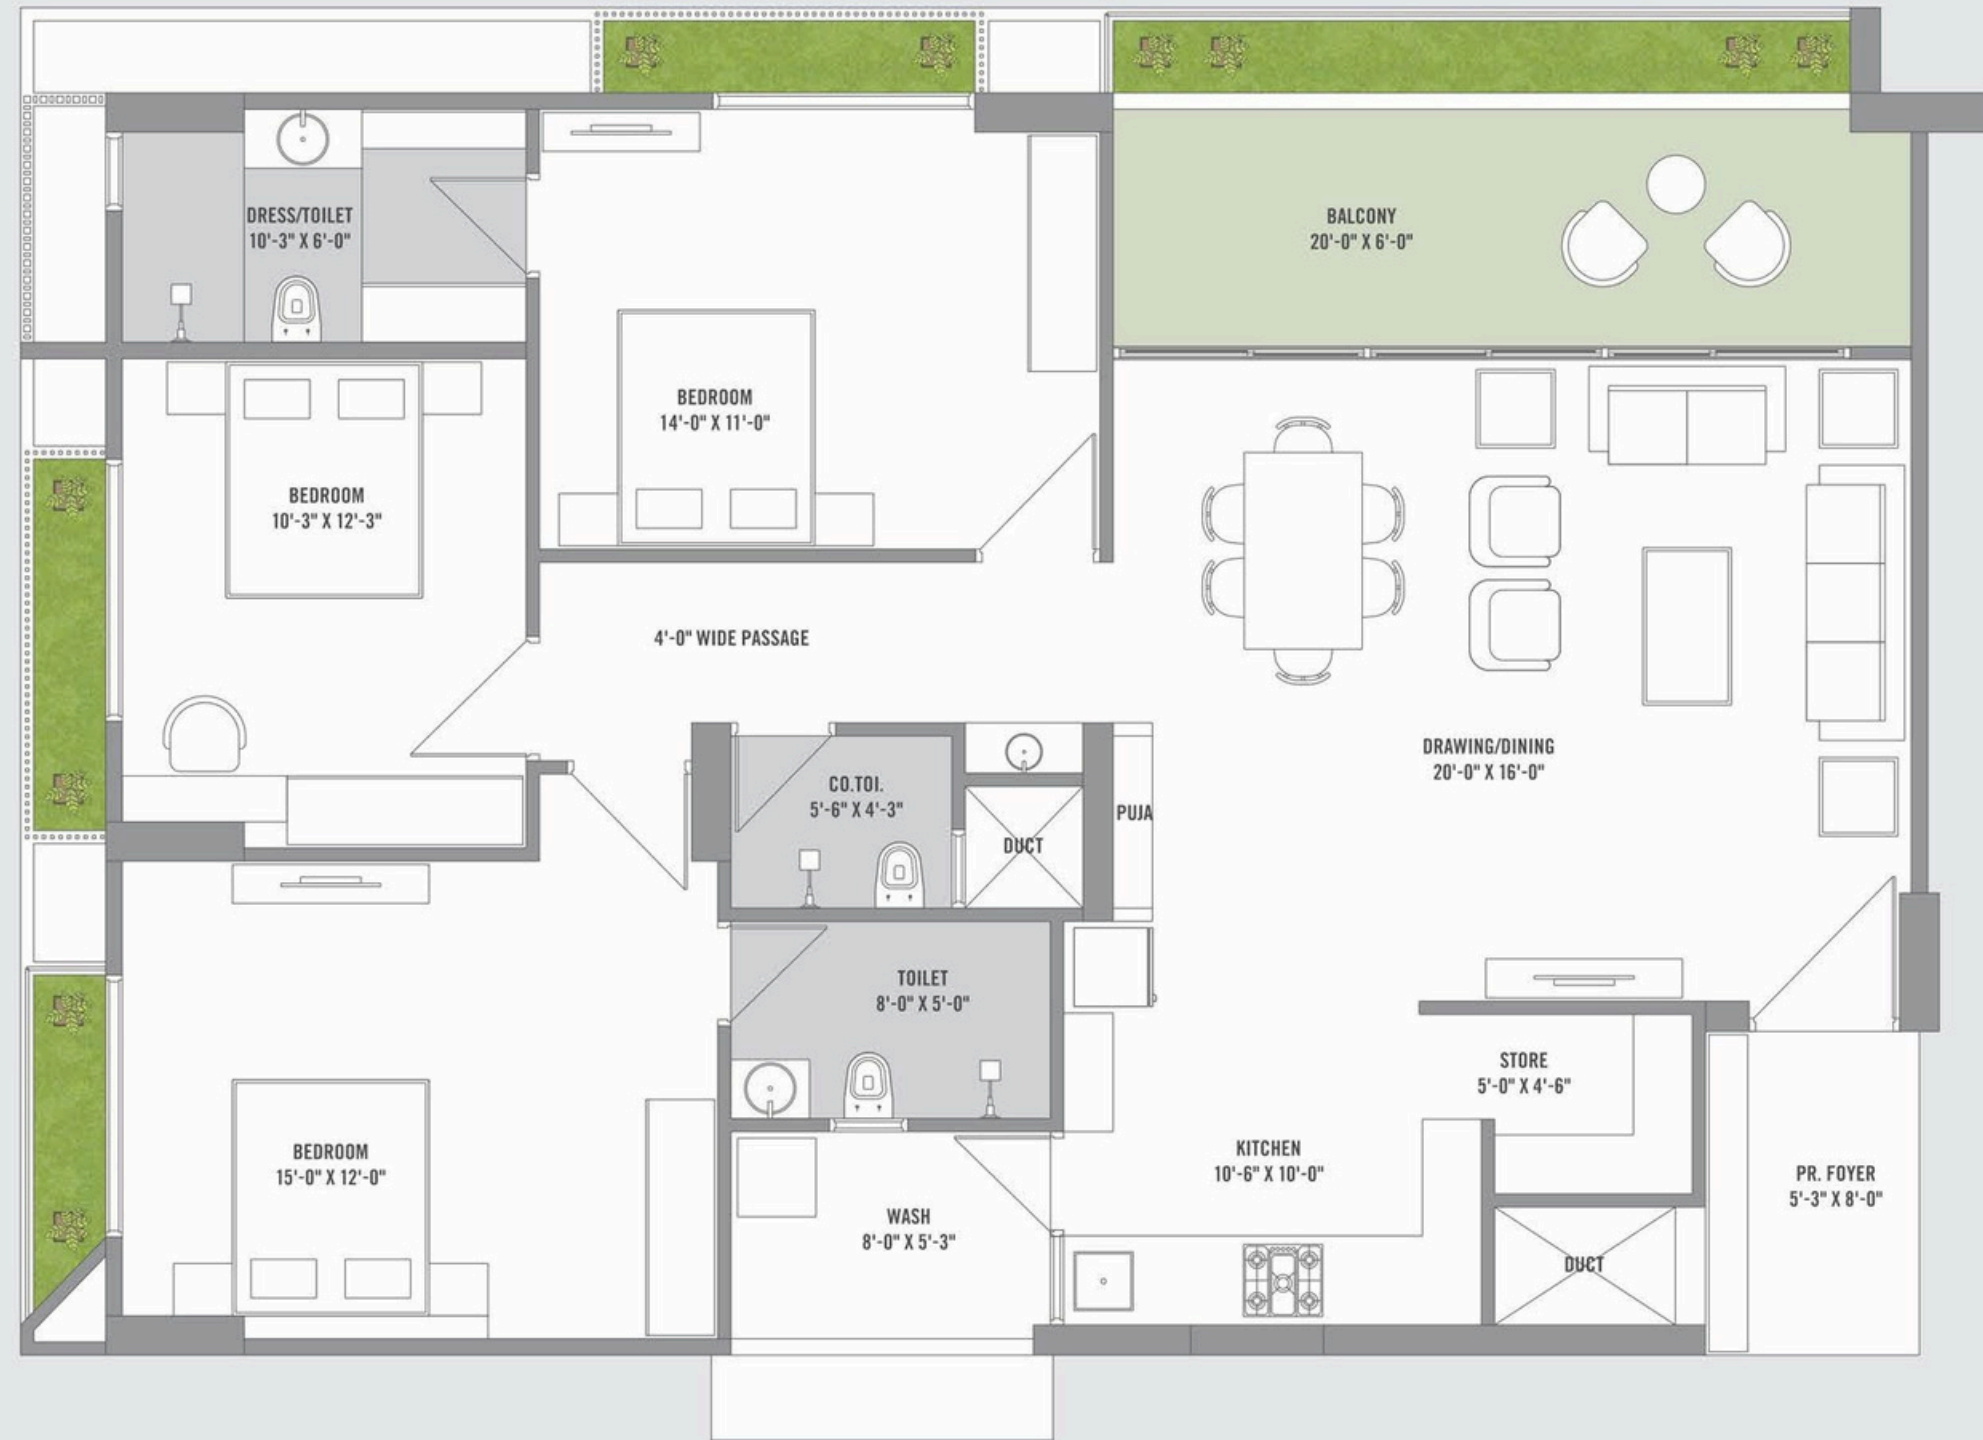 DRESS/TOILET
10'-3" X 6'-0"
BALCONY
20'-0" X 6'-0"
BEDROOM
14'-0" X 11'-0"
BEDROOM
10'-3" X 12'-3"
4'-0" WIDE PASSAGE
DRAWING/DINING
20'-0" X 16'-0"
CO.TOI.
5'-6" X 4'-3"
PUJA
DUCT
TOILET
8'-0" X 5'-0"
STORE
5'-0" X 4'-6"
BEDROOM
15'-0" X 12'-0"
KITCHEN
10'-6" X 10'-0"
PR. FOYER
5'-3" X 8'-0"
WASH
8'-0" X 5'-3"
DUCT